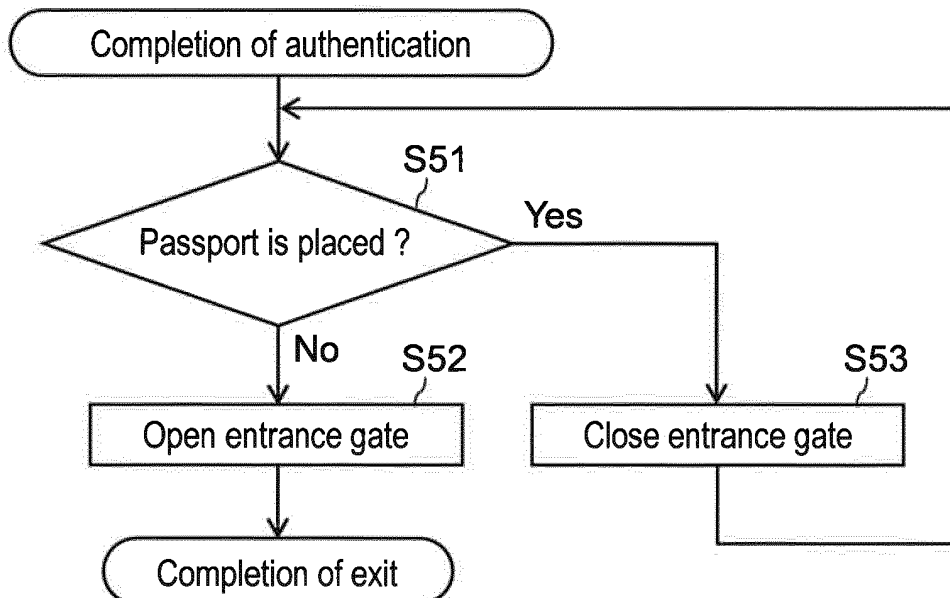 Completion of authentication
S51
Passport is placed ?
Yes
No
S52
S53
Open entrance gate
Close entrance gate
Completion of exit